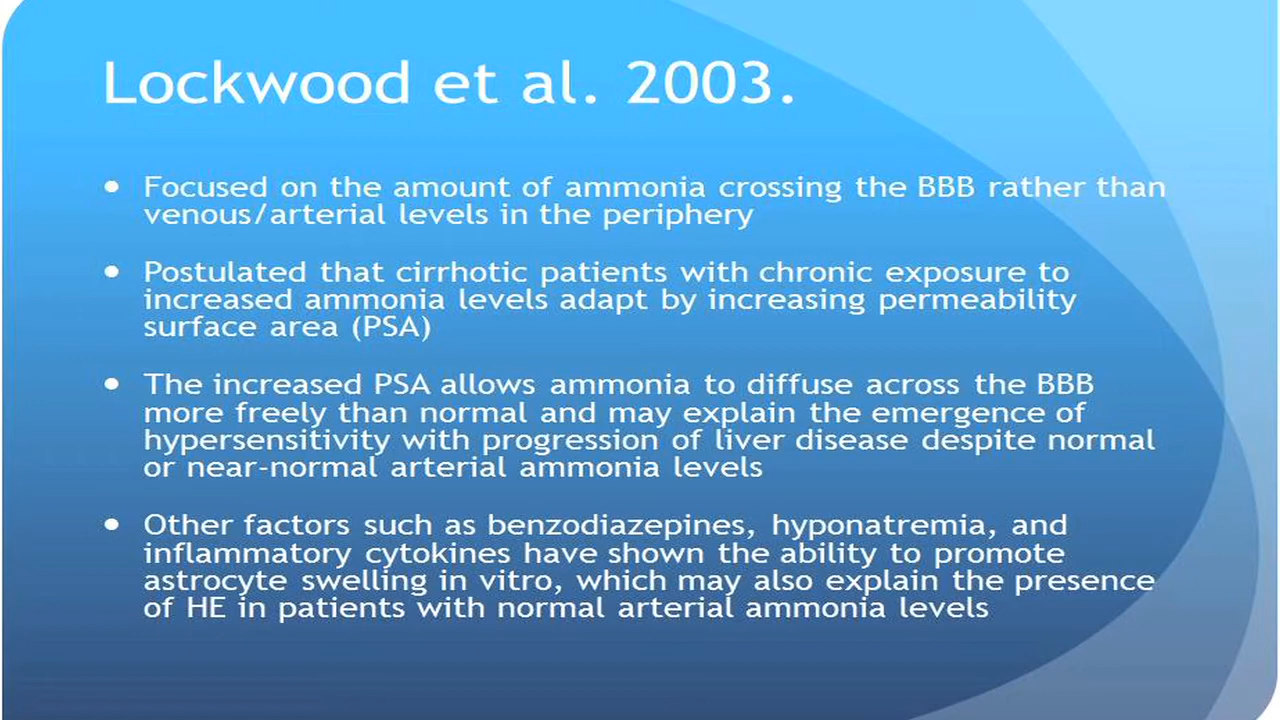 Lockwood et al. 2003.
• Focused on the amount of ammonia crossing the BBB rather than
venous/arterial levels in the periphery
• Postulated that cirrhotic patients with chronic exposure to
increased ammonia levels adapt by increasing permeability
surface area (PSA)
• The increased PSA allows ammonia to diffuse across the BBB
more freely than normal and may explain the emergence of
hypersensitivity with progression of liver disease despite normal
or near-normal arterial ammonia levels
• Other factors such as benzodiazepines, hyponatremia, and
inflammatory cytokines have shown the ability to promote
astrocyte swelling in vitro, which may also explain the presence
of HE in patients with normal arterial ammonia levels